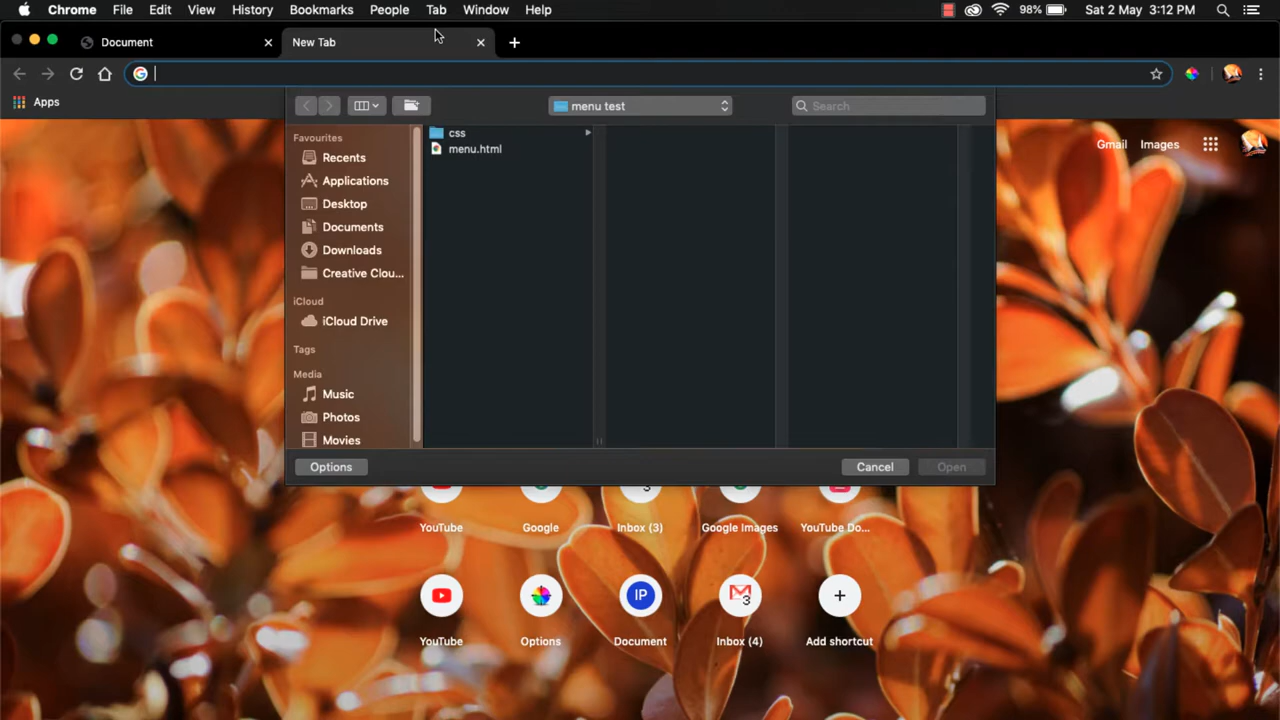 Chrome File Edit View History Bookmarks People Tab Window Help 98% Sat 2 May 3:12 PM
Document New Tab
Apps
menu test Search
Gmail Images
Favourites
Recents
Applications
Desktop
Documents
Downloads
Creative Clou...
iCloud
iCloud Drive
Tags
Media
Music
Photos
Movies
css
menu.html
Options Cancel Open
YouTube Google Inbox (3) Google Images YouTube Do...
IP 3
YouTube Options Document Inbox (4) Add shortcut